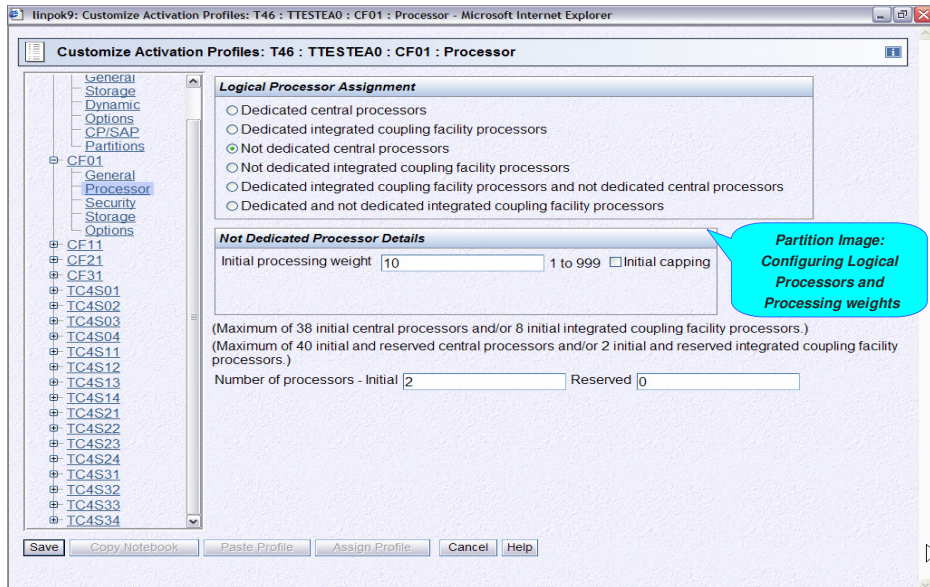 linpok9: Customize Activation Profiles: T46 : TTESTEA0 : CF01 : Processor - Microsoft Internet Explorer
Customize Activation Profiles: T46 : TTESTEA0 : CF01 : Processor
General
Storage
Dynamic
Options
CP/SAP
Partitions
CF01
General
Processor
Security
Storage
Options
CF11
CF21
CF31
TC4S01
TC4S02
TC4S03
TC4S04
TC4S11
TC4S12
TC4S13
TC4S14
TC4S21
TC4S22
TC4S23
TC4S24
TC4S31
TC4S32
TC4S33
TC4S34
Logical Processor Assignment
Dedicated central processors
Dedicated integrated coupling facility processors
Not dedicated central processors
Not dedicated integrated coupling facility processors
Dedicated integrated coupling facility processors and not dedicated central processors
Dedicated and not dedicated integrated coupling facility processors
Not Dedicated Processor Details
Initial processing weight 10 1 to 999 Initial capping
Partition Image:
Configuring Logical
Processors and
Processing weights
(Maximum of 38 initial central processors and/or 8 initial integrated coupling facility processors.)
(Maximum of 40 initial and reserved central processors and/or 2 initial and reserved integrated coupling facility
processors.)
Number of processors - Initial 2 Reserved 0
Save Copy Notebook Paste Profile Assign Profile Cancel Help